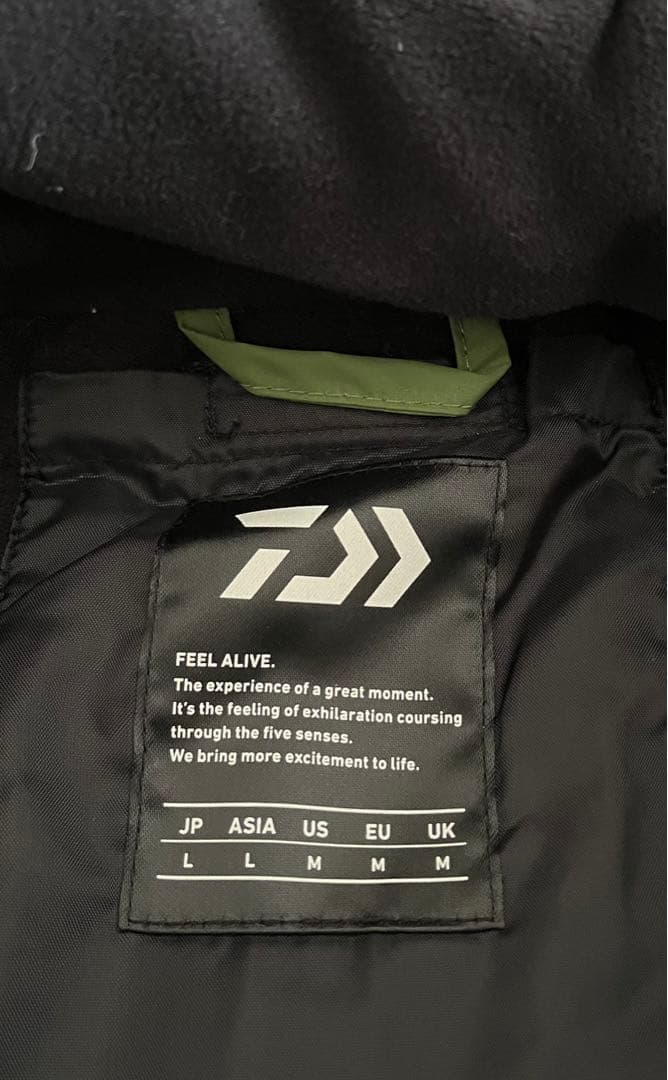 FEEL ALIVE.
The experience of a great moment.
It's the feeling of exhilaration coursing
through the five senses.
We bring more excitement to life.
JP ASIA US EU UK
L L M M M